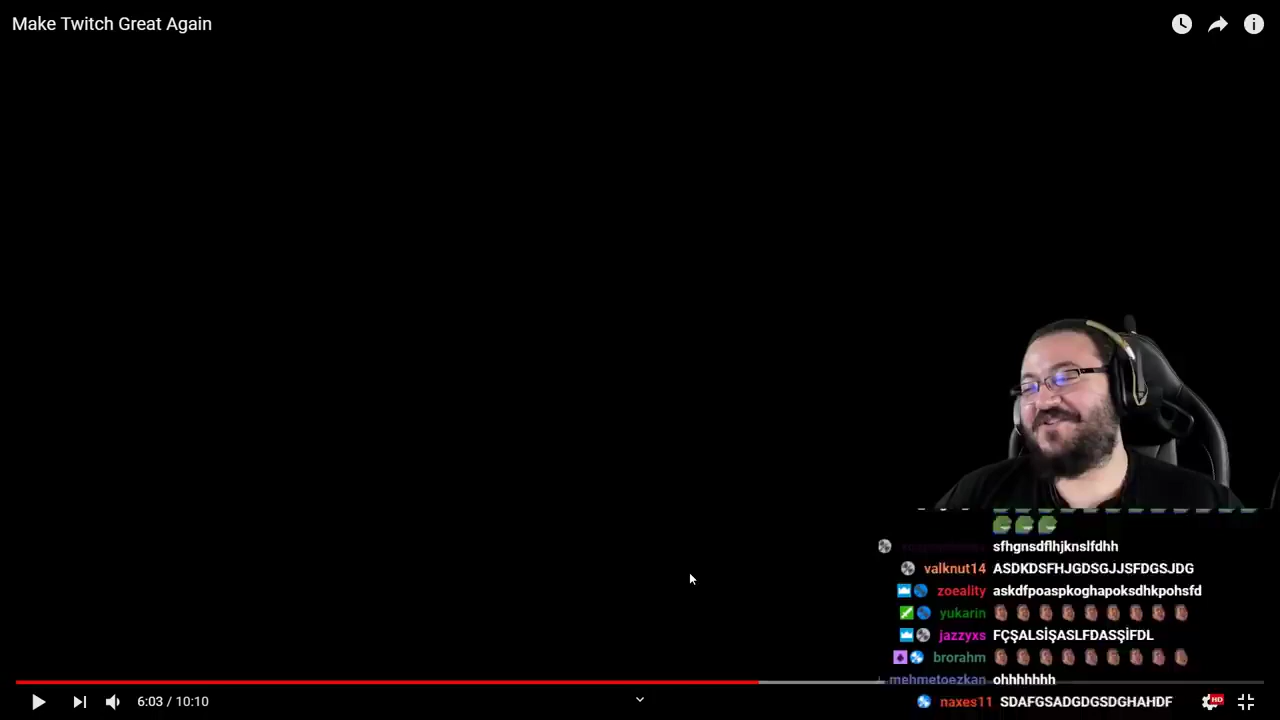 Make Twitch Great Again
sfhgnsdflhjknslfdhh
valknut14 ASDKDSFHJGDSGJJSFDGSJDG
zoeality askdfpoaspkoghapoksdhkpohsfd
yukarin
jazzyxs FÇŞALSİŞASLFDASŞİFDL
brorahm
mehmetoezkan ohhhhhhh
naxes11 SDAFGSADGDGSDGHAHDF
6:03 / 10:10
HD